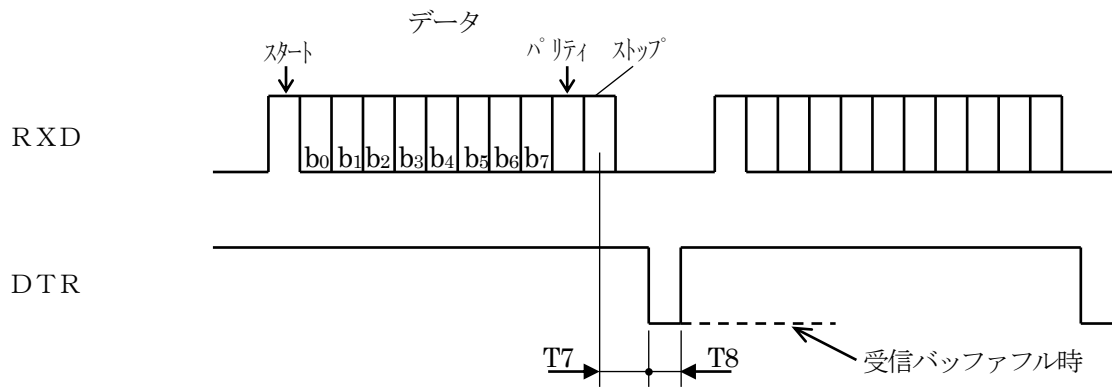 データ
スタート パリティ ストップ
RXD
b0 b1 b2 b3 b4 b5 b6 b7
DTR
T7 T8 受信バッファフル時